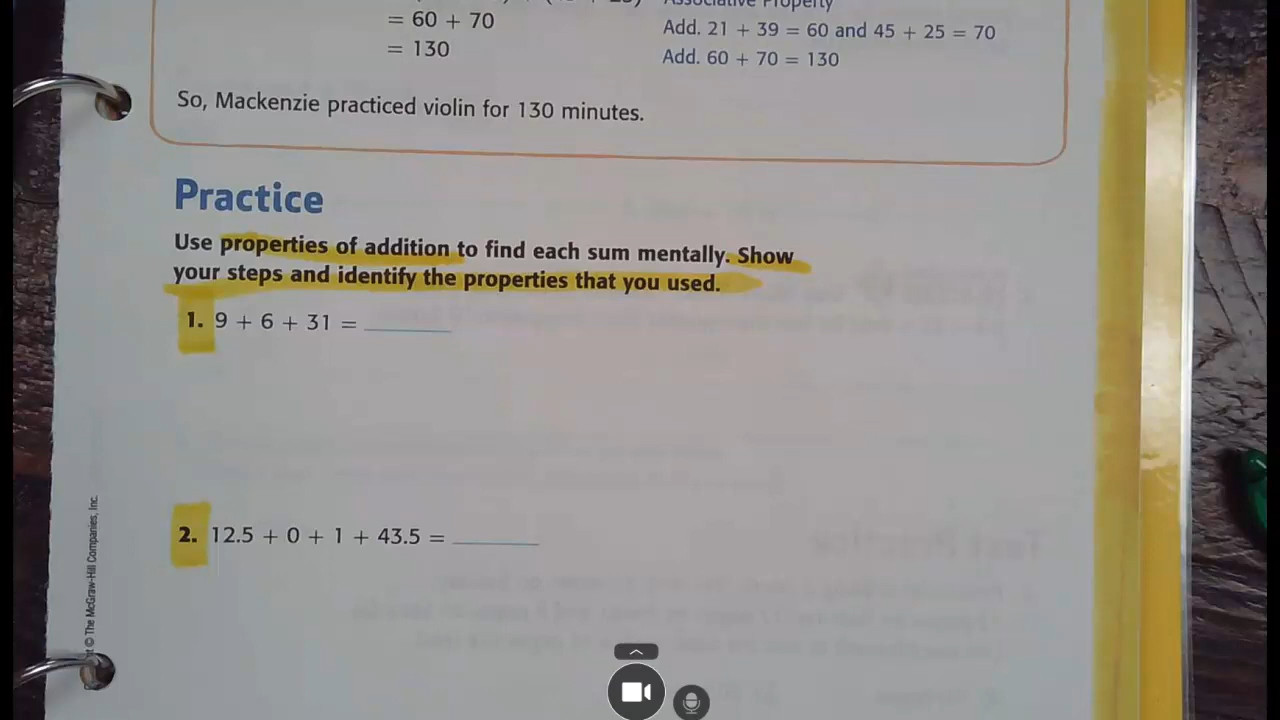 = 60 + 70
Add. 21 + 39 = 60 and 45 + 25 = 70
= 130
Add. 60 + 70 = 130
So, Mackenzie practiced violin for 130 minutes.
Practice
Use properties of addition to find each sum mentally. Show
your steps and identify the properties that you used.
1. 9 + 6 + 31 =
2. 12.5 + 0 + 1 + 43.5 =
© The McGraw-Hill Companies, Inc.